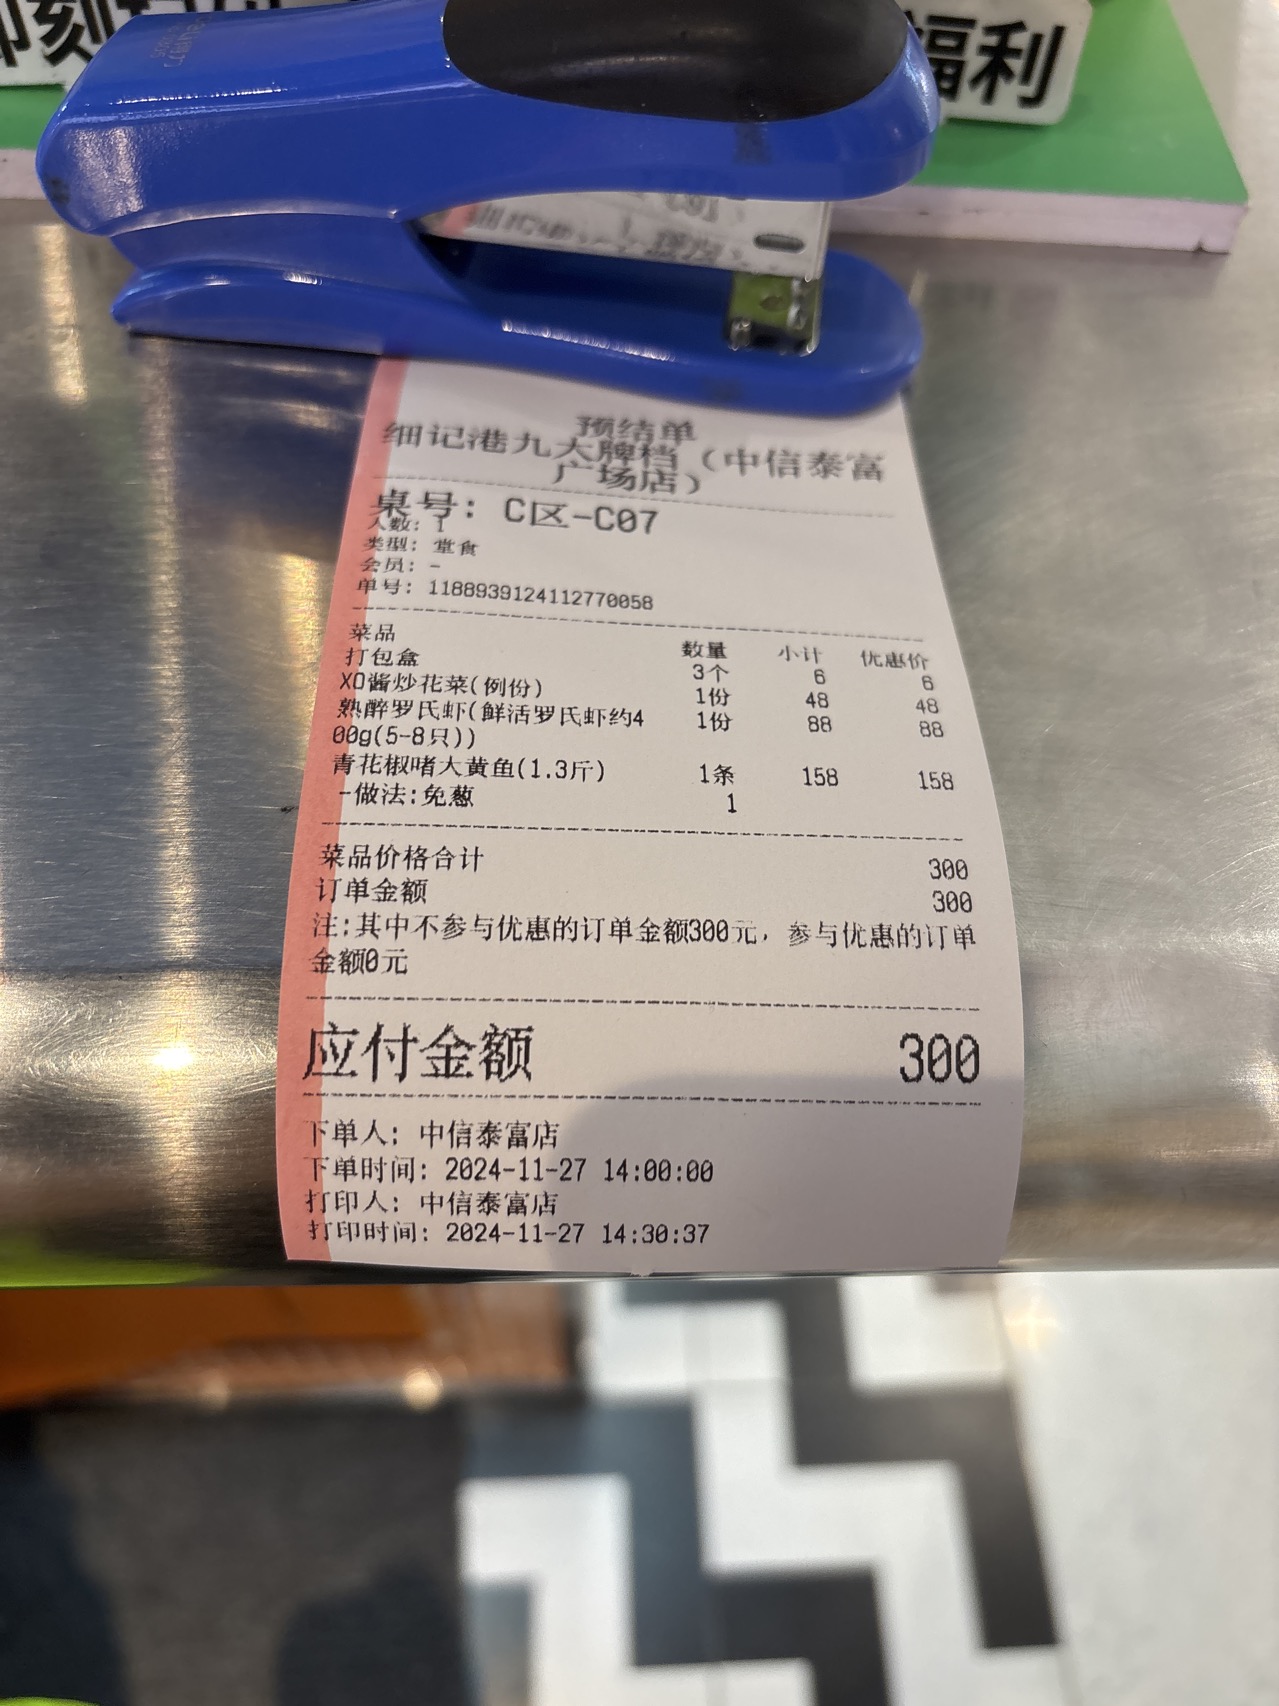 即刻
福利
预结单
细记港九大牌档（中信泰富
广场店）
桌号: C区-C07
人数: 1
类型: 堂食
会员: -
单号: 1188939124112770058
菜品 数量 小计 优惠价
打包盒 3个 6 6
XO酱炒花菜(例份) 1份 48 48
熟醉罗氏虾(鲜活罗氏虾约4 1份 88 88
00g(5-8只))
青花椒啫大黄鱼(1.3斤) 1条 158 158
-做法:免葱 1
菜品价格合计 300
订单金额 300
注:其中不参与优惠的订单金额300元，参与优惠的订单
金额0元
应付金额 300
下单人: 中信泰富店
下单时间: 2024-11-27 14:00:00
打印人: 中信泰富店
打印时间: 2024-11-27 14:30:37